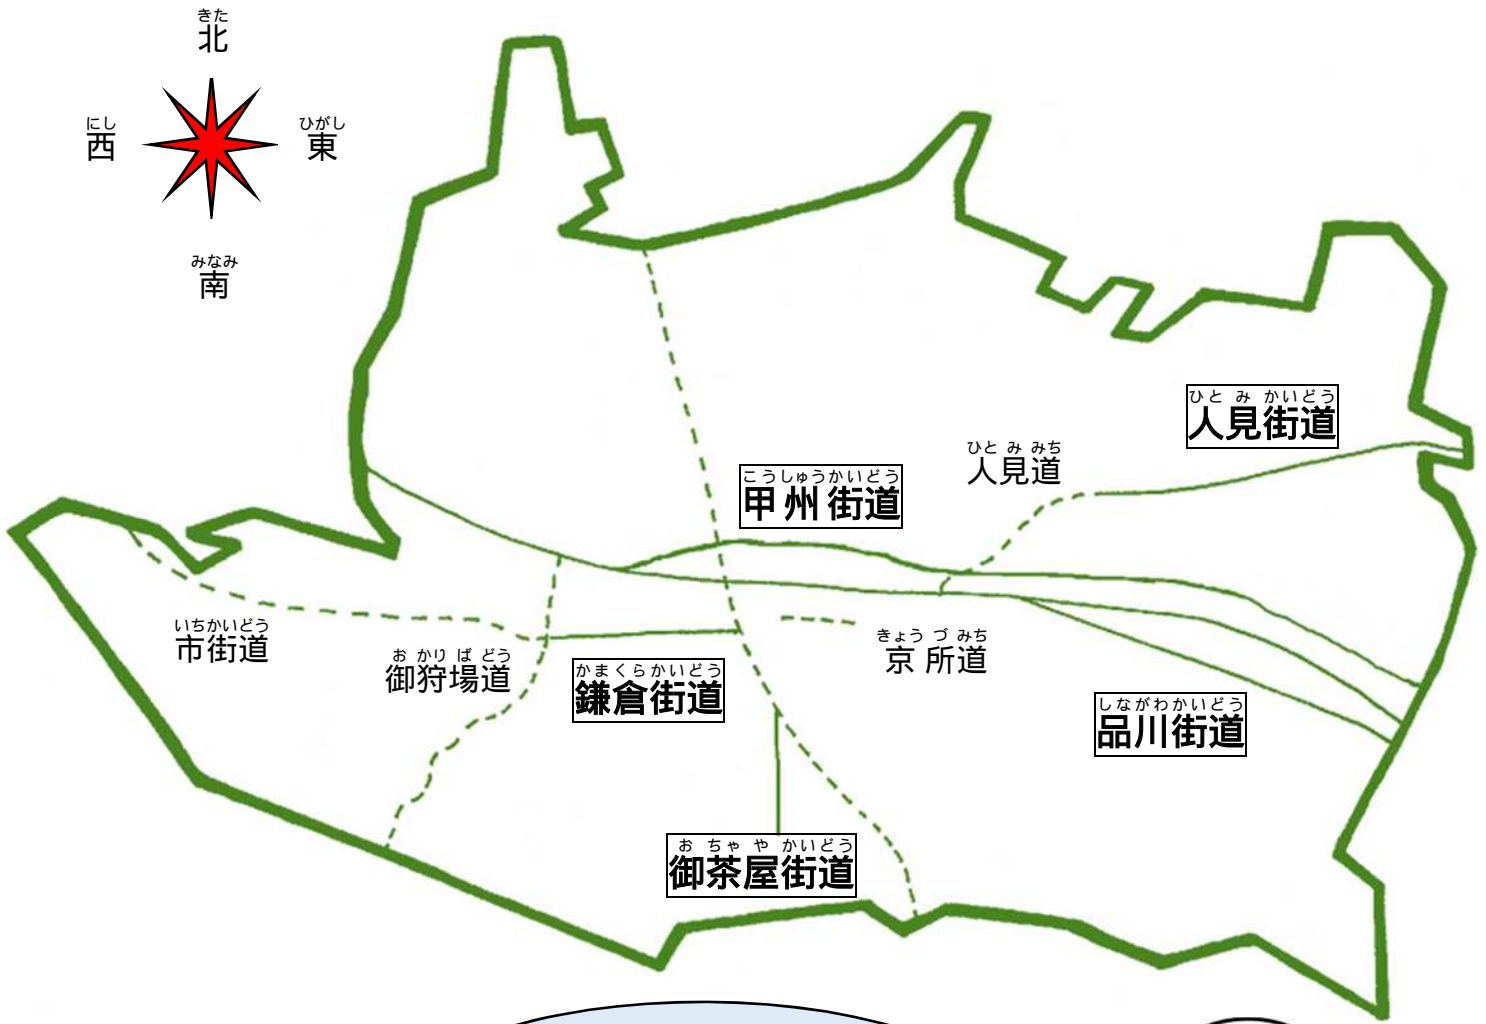 きた
北
にし
西
ひがし
東
みなみ
南
ひと み かいどう
人見街道
ひと み みち
人見道
こうしゅうかいどう
甲州街道
いちかいどう
市街道
お かり ば どう
御狩場道
かまくらかいどう
鎌倉街道
きょう づ みち
京所道
しながわかいどう
品川街道
お ちゃ や かいどう
御茶屋街道